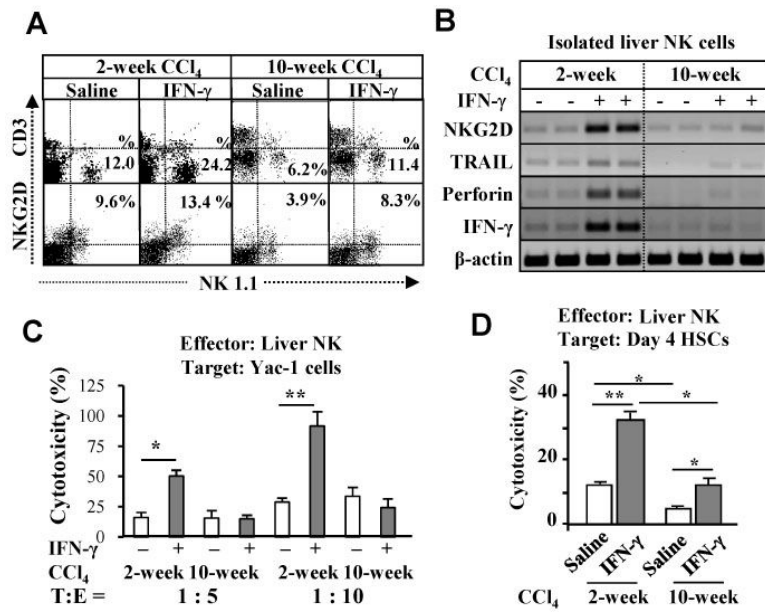 A
2-week CCl4 10-week CCl4
Saline IFN-γ Saline IFN-γ
CD3
% % % %
12.0 24.2 6.2% 11.4
NKG2D
9.6% 13.4 % 3.9% 8.3%
NK 1.1
B
Isolated liver NK cells
CCl4 2-week 10-week
IFN-γ - - + + - - + +
NKG2D
TRAIL
Perforin
IFN-γ
β-actin
C
Effector: Liver NK
Target: Yac-1 cells
Cytotoxicity (%)
125
100
75
50
25
0
* **
IFN-γ – + – + – + – +
CCl4 2-week 10-week 2-week 10-week
T:E = 1 : 5 1 : 10
D
Effector: Liver NK
Target: Day 4 HSCs
Cytotoxicity (%)
40
20
0
*
** *
*
Saline IFN-γ Saline IFN-γ
CCl4 2-week 10-week